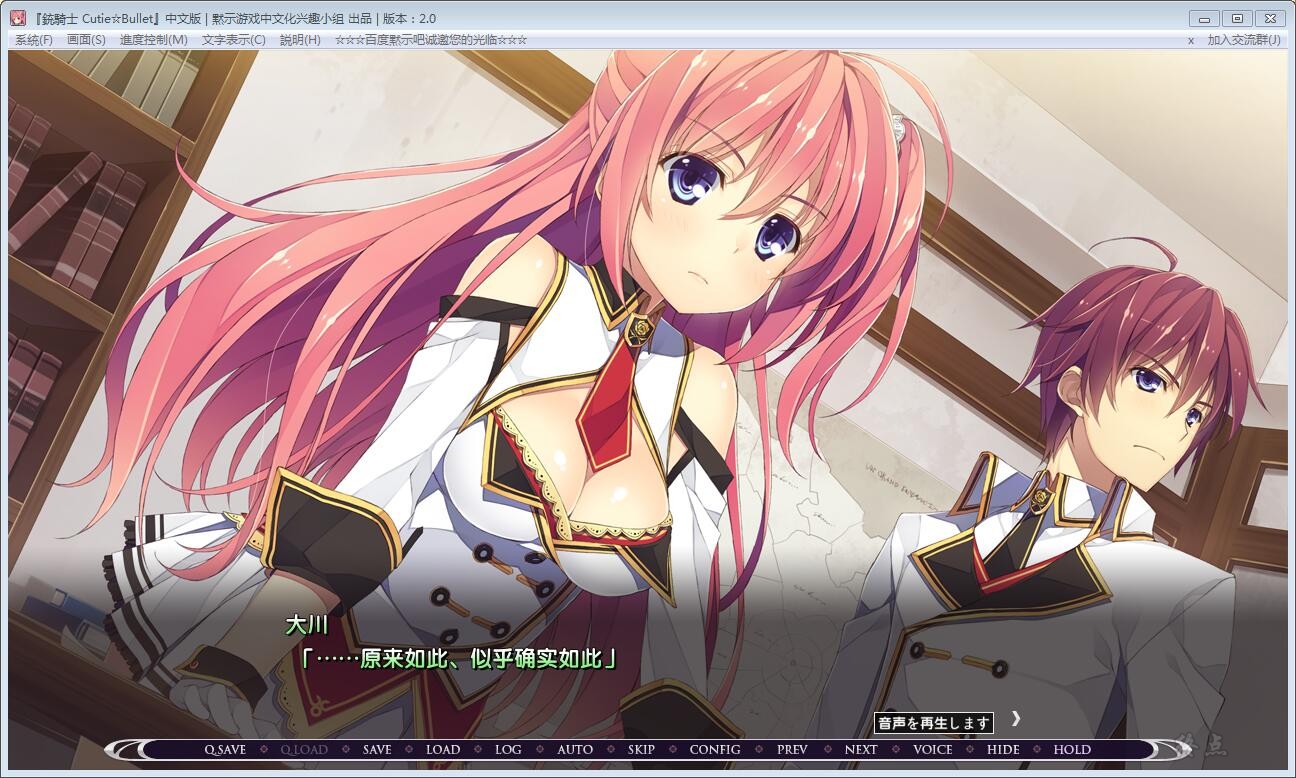 『銃騎士 Cutie☆Bullet』中文版 | 默示游戏中文化兴趣小组 出品 | 版本：2.0
系统(F) 画面(S) 進度控制(M) 文字表示(C) 説明(H) ☆☆☆百度默示吧诚邀您的光临☆☆☆ x 加入交流群(J)
大川
「……原来如此、似乎确实如此」
音声を再生します
Q.SAVE Q.LOAD SAVE LOAD LOG AUTO SKIP CONFIG PREV NEXT VOICE HIDE HOLD